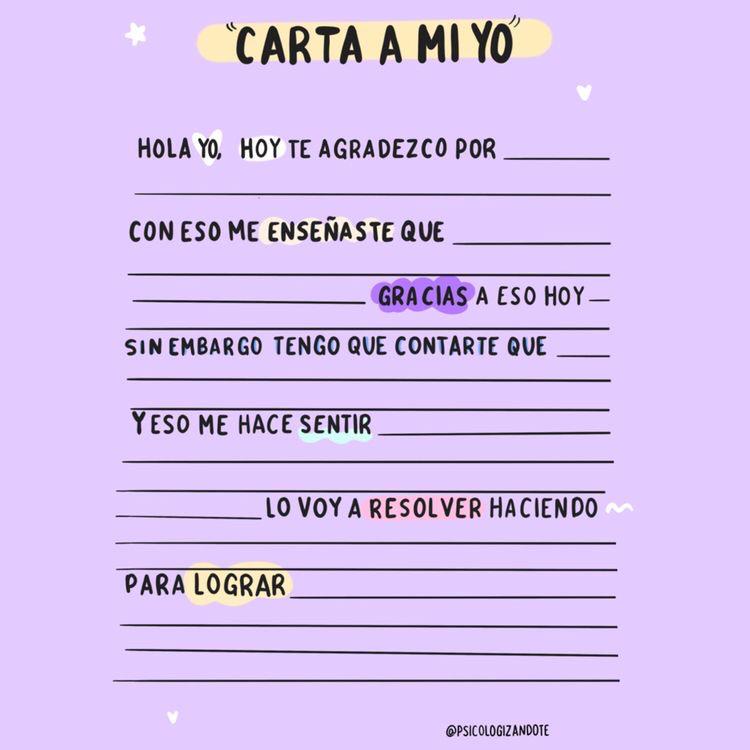 "CARTA A MI YO"
HOLA YO, HOY TE AGRADEZCO POR
CON ESO ME ENSEÑASTE QUE
GRACIAS A ESO HOY
SIN EMBARGO TENGO QUE CONTARTE QUE
Y ESO ME HACE SENTIR
LO VOY A RESOLVER HACIENDO
PARA LOGRAR
@PSICOLOGIZANDOTE